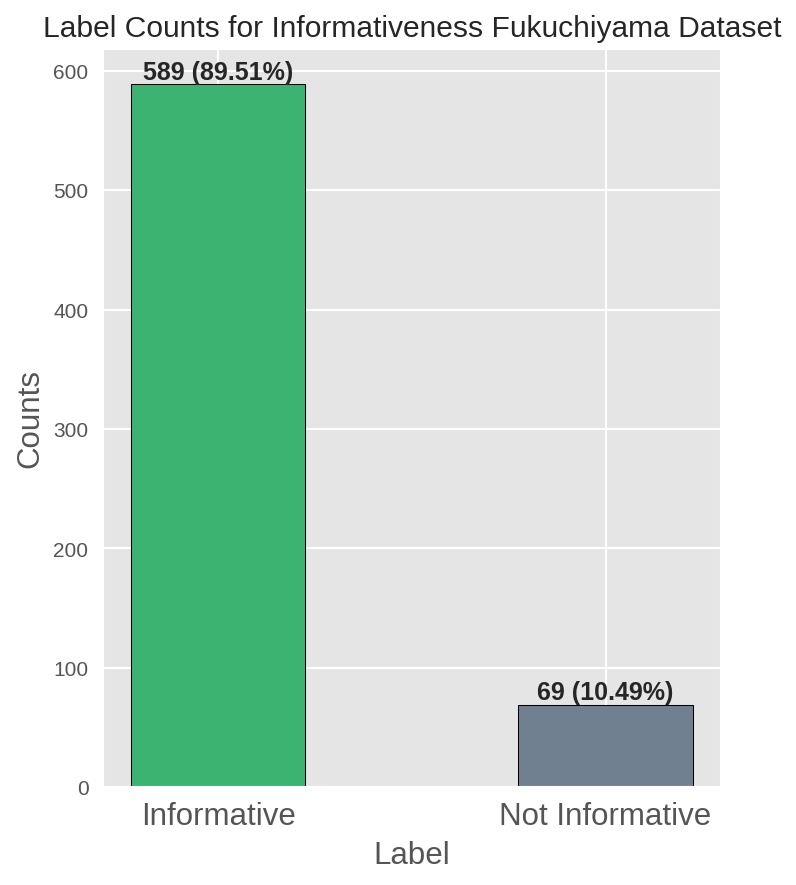 Label Counts for Informativeness Fukuchiyama Dataset
589 (89.51%)
600
500
400
300
200
100
0
69 (10.49%)
Counts
Informative
Not Informative
Label